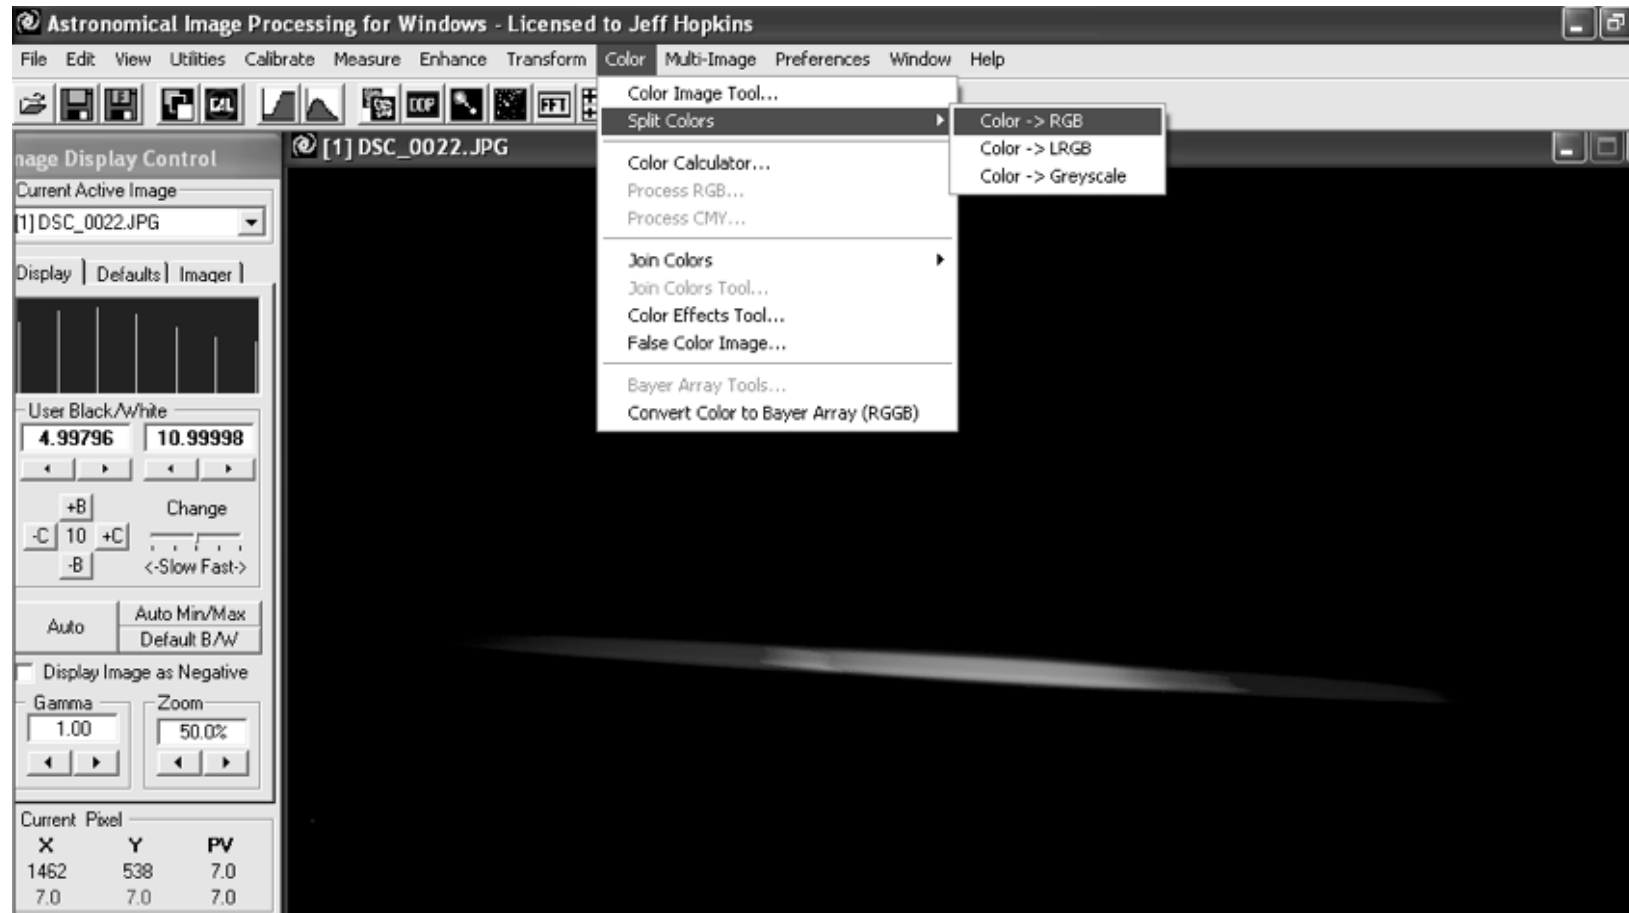 Astronomical Image Processing for Windows - Licensed to Jeff Hopkins
File Edit View Utilities Calibrate Measure Enhance Transform Color Multi-Image Preferences Window Help
DDP FFT
Color Image Tool...
Split Colors
Color Calculator...
Process RGB...
Process CMY...
Join Colors
Join Colors Tool...
Color Effects Tool...
False Color Image...
Bayer Array Tools...
Convert Color to Bayer Array (RGGB)
Color -> RGB
Color -> LRGB
Color -> Greyscale
[1] DSC_0022.JPG
nage Display Control
Current Active Image
[1] DSC_0022.JPG
Display Defaults Imager
User Black/White
4.99796 10.99998
+B Change
-C 10 +C
-B <-Slow Fast->
Auto Auto Min/Max
Default B/W
Display Image as Negative
Gamma Zoom
1.00 50.0%
Current Pixel
X Y PV
1462 538 7.0
7.0 7.0 7.0